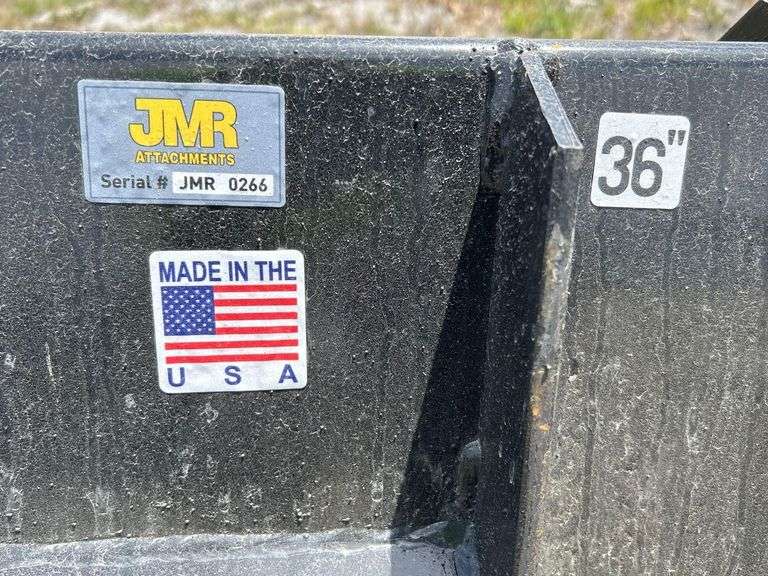 JMR
ATTACHMENTS
Serial # JMR 0266
MADE IN THE
U S A
36"